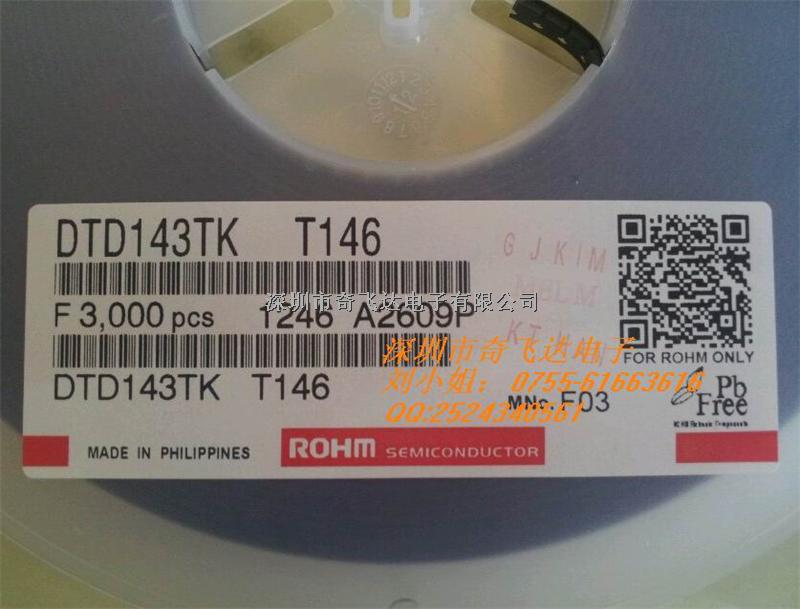 DTD143TK T146
G J K I M
MBLM
深圳市奇飞达电子有限公司
F 3,000 pcs 1246 A2609P
深圳市奇飞达电子
FOR ROHM ONLY
刘小姐：0755-61663616
DTD143TK T146
MNo. E03
Pb
Free
QQ:2524340561
MADE IN PHILIPPINES
ROHM SEMICONDUCTOR